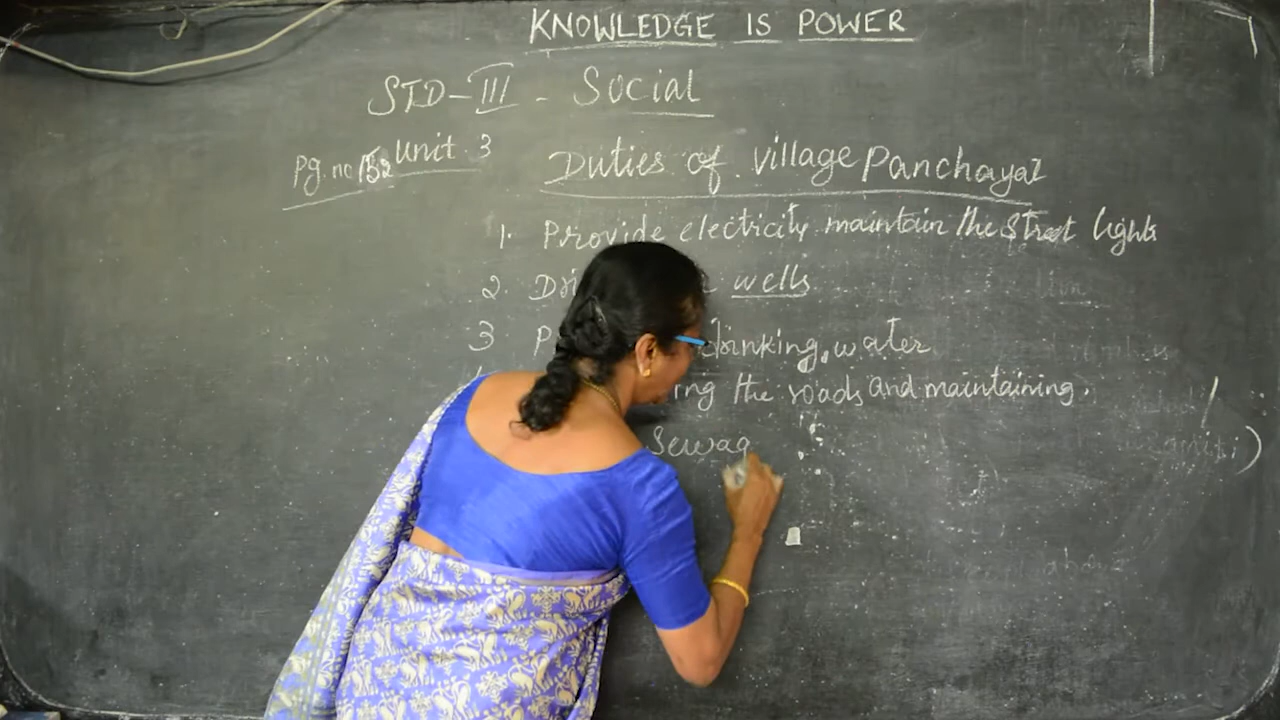 KNOWLEDGE IS POWER
STD-III - Social
Pg. no 152 Unit. 3 Duties of village Panchayat
1. Provide electricity maintain the street lights
2. wells
3 drinking water
the roads and maintaining.
Sewag